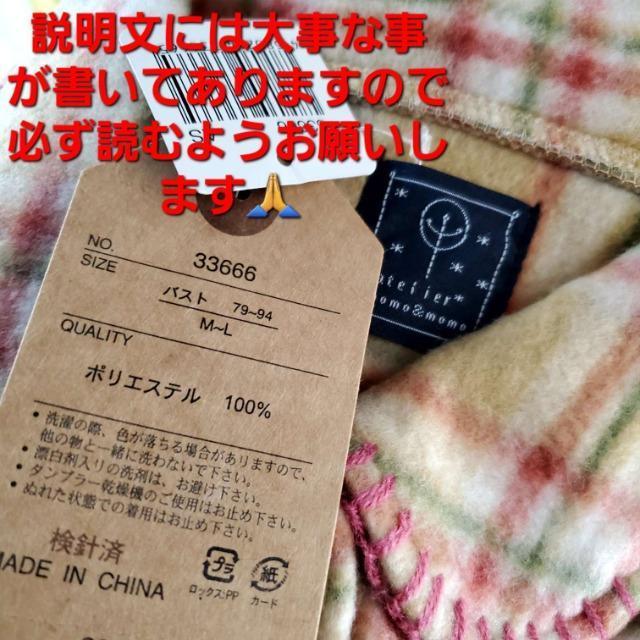 説明文には大事な事
が書いてありますので
必ず読むようお願いし
ます🙏
NO. 33666
SIZE バスト 79~94
M~L
QUALITY
ポリエステル 100%
・洗濯の際、色が落ちる場合がありますので、
他の物と一緒に洗わないで下さい。
・漂白剤入りの洗剤は、お避け下さい。
・タンブラー乾燥機のご使用はお止め下さい。
・ぬれた状態での着用はお止め下さい。
検針済
MADE IN CHINA
プラ
ロックス:PP
紙
カード
atelier*
momo&momo